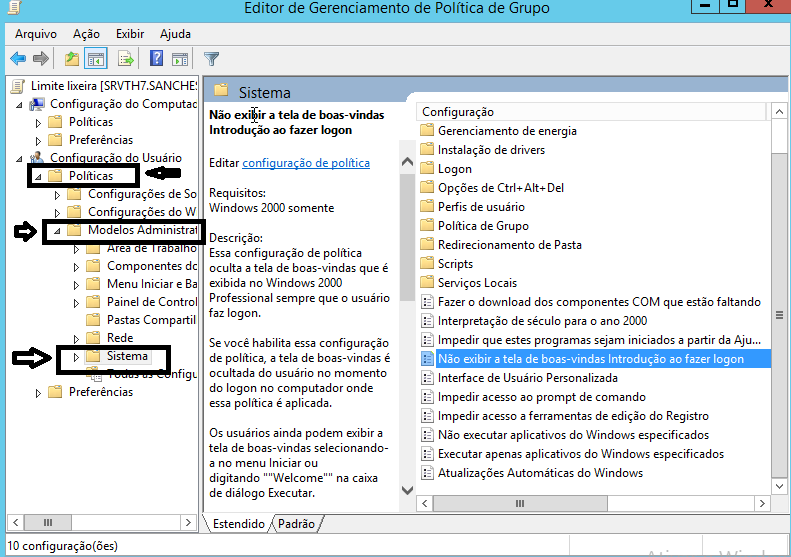 Editor de Gerenciamento de Política de Grupo
Arquivo Ação Exibir Ajuda
Limite lixeira [SRVTH7.SANCHES
Configuração do Computad
Políticas
Preferências
Configuração do Usuário
Políticas
Configurações de So
Configurações do W
Modelos Administrat
Área de Trabalho
Componentes do
Menu Iniciar e Ba
Painel de Control
Pastas Compartil
Rede
Sistema
Todas as Configu
Preferências
Sistema
Não exibir a tela de boas-vindas
Introdução ao fazer logon
Editar configuração de política
Requisitos:
Windows 2000 somente
Descrição:
Essa configuração de política
oculta a tela de boas-vindas que é
exibida no Windows 2000
Professional sempre que o usuário
faz logon.
Se você habilita essa configuração
de política, a tela de boas-vindas é
ocultada do usuário no momento
do logon no computador onde
essa política é aplicada.
Os usuários ainda podem exibir a
tela de boas-vindas selecionando-
a no menu Iniciar ou
digitando ""Welcome"" na caixa
de diálogo Executar.
Configuração
Gerenciamento de energia
Instalação de drivers
Logon
Opções de Ctrl+Alt+Del
Perfis de usuário
Política de Grupo
Redirecionamento de Pasta
Scripts
Serviços Locais
Fazer o download dos componentes COM que estão faltando
Interpretação de século para o ano 2000
Impedir que estes programas sejam iniciados a partir da Aju...
Não exibir a tela de boas-vindas Introdução ao fazer logon
Interface de Usuário Personalizada
Impedir acesso ao prompt de comando
Impedir acesso a ferramentas de edição do Registro
Não executar aplicativos do Windows especificados
Executar apenas aplicativos do Windows especificados
Atualizações Automáticas do Windows
Estendido Padrão
10 configuração(ões)